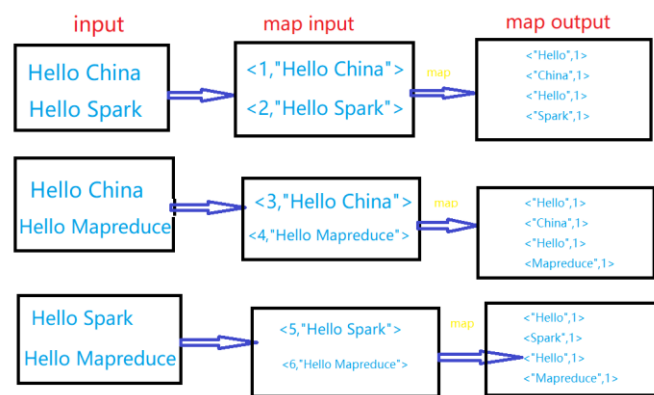 input
map input
map output
Hello China
Hello Spark
<1,"Hello China">
<2,"Hello Spark">
map
<"Hello",1>
<"China",1>
<"Hello",1>
<"Spark",1>
Hello China
Hello Mapreduce
<3,"Hello China">
<4,"Hello Mapreduce">
map
<"Hello",1>
<"China",1>
<"Hello",1>
<Mapreduce",1>
Hello Spark
Hello Mapreduce
<5,"Hello Spark">
<6,"Hello Mapreduce">
map
<"Hello",1>
<Spark",1>
<"Hello",1>
<"Mapreduce",1>